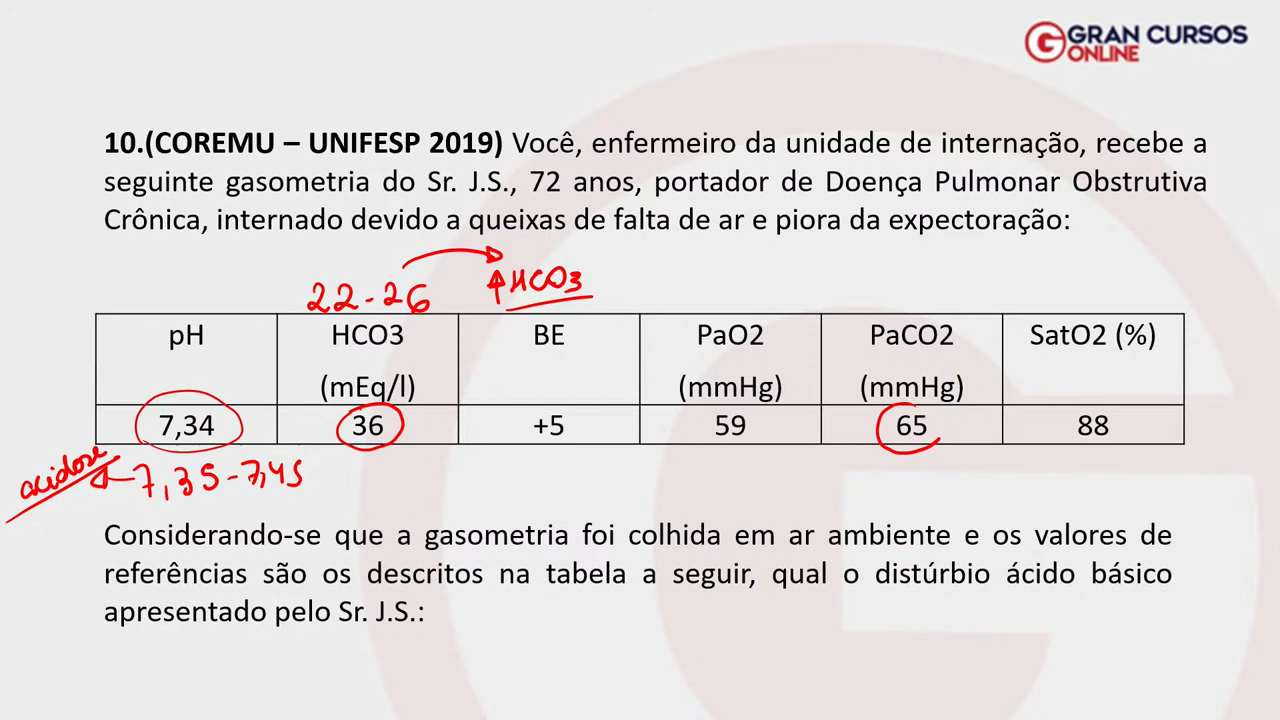 GRAN CURSOS
ONLINE
10.(COREMU – UNIFESP 2019) Você, enfermeiro da unidade de internação, recebe a
seguinte gasometria do Sr. J.S., 72 anos, portador de Doença Pulmonar Obstrutiva
Crônica, internado devido a queixas de falta de ar e piora da expectoração:
22-26 ↑HCO3
pH HCO3 BE PaO2 PaCO2 SatO2 (%)
(mEq/l) (mmHg) (mmHg)
7,34 36 +5 59 65 88
acidose 7,35-7,45
Considerando-se que a gasometria foi colhida em ar ambiente e os valores de
referências são os descritos na tabela a seguir, qual o distúrbio ácido básico
apresentado pelo Sr. J.S.: